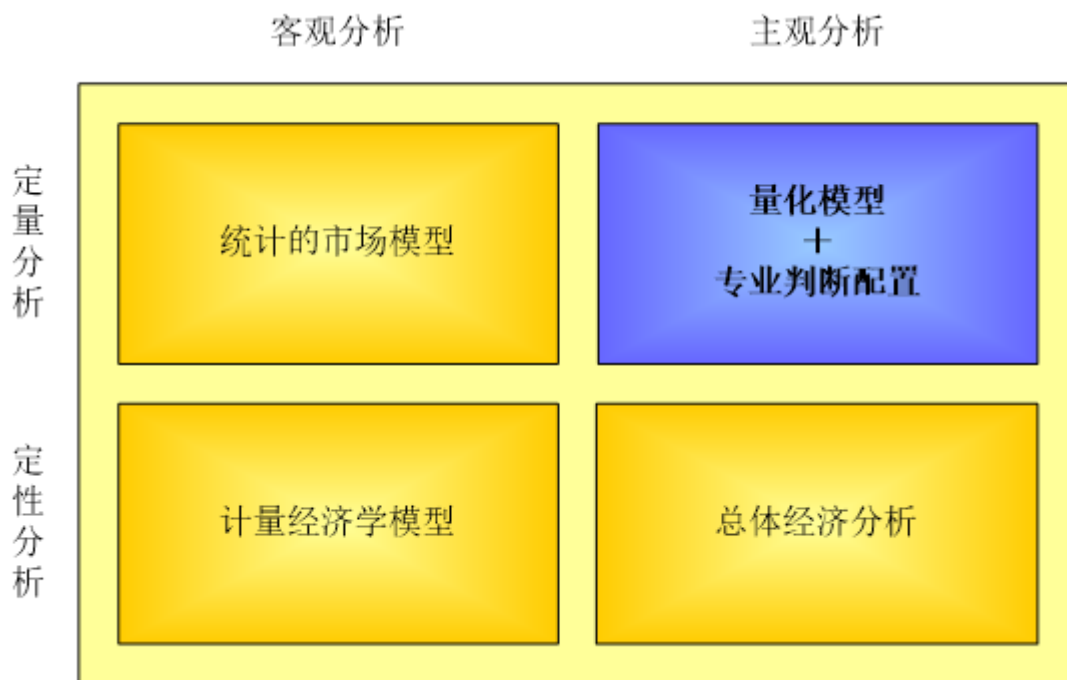 客观分析
主观分析
定量分析
统计的市场模型
量化模型
+
专业判断配置
定性分析
计量经济学模型
总体经济分析